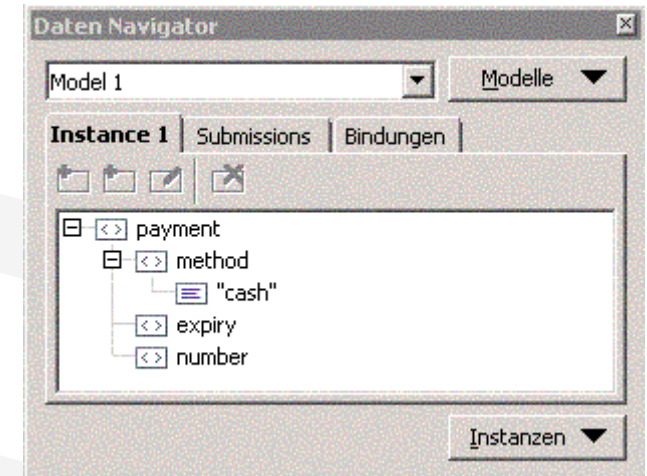 Daten Navigator
Model 1 Modelle
Instance 1 Submissions Bindungen
payment
method
"cash"
expiry
number
Instanzen